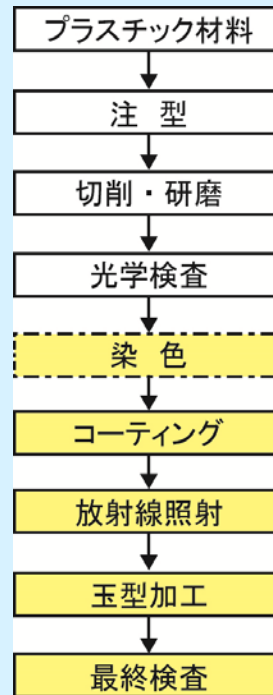 プラスチック材料
注 型
切削・研磨
光学検査
染 色
コーティング
放射線照射
玉型加工
最終検査